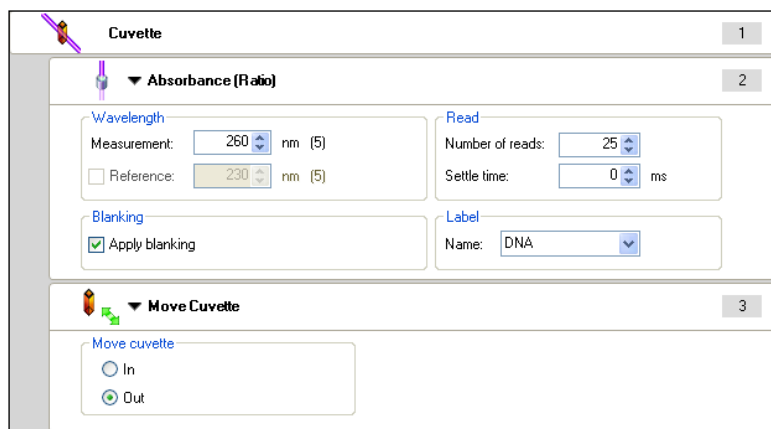 Cuvette 1
Absorbance (Ratio) 2
Wavelength Read
Measurement: 260 nm (5) Number of reads: 25
Reference: 230 nm (5) Settle time: 0 ms
Blanking Label
Apply blanking Name: DNA
Move Cuvette 3
Move cuvette
In
Out